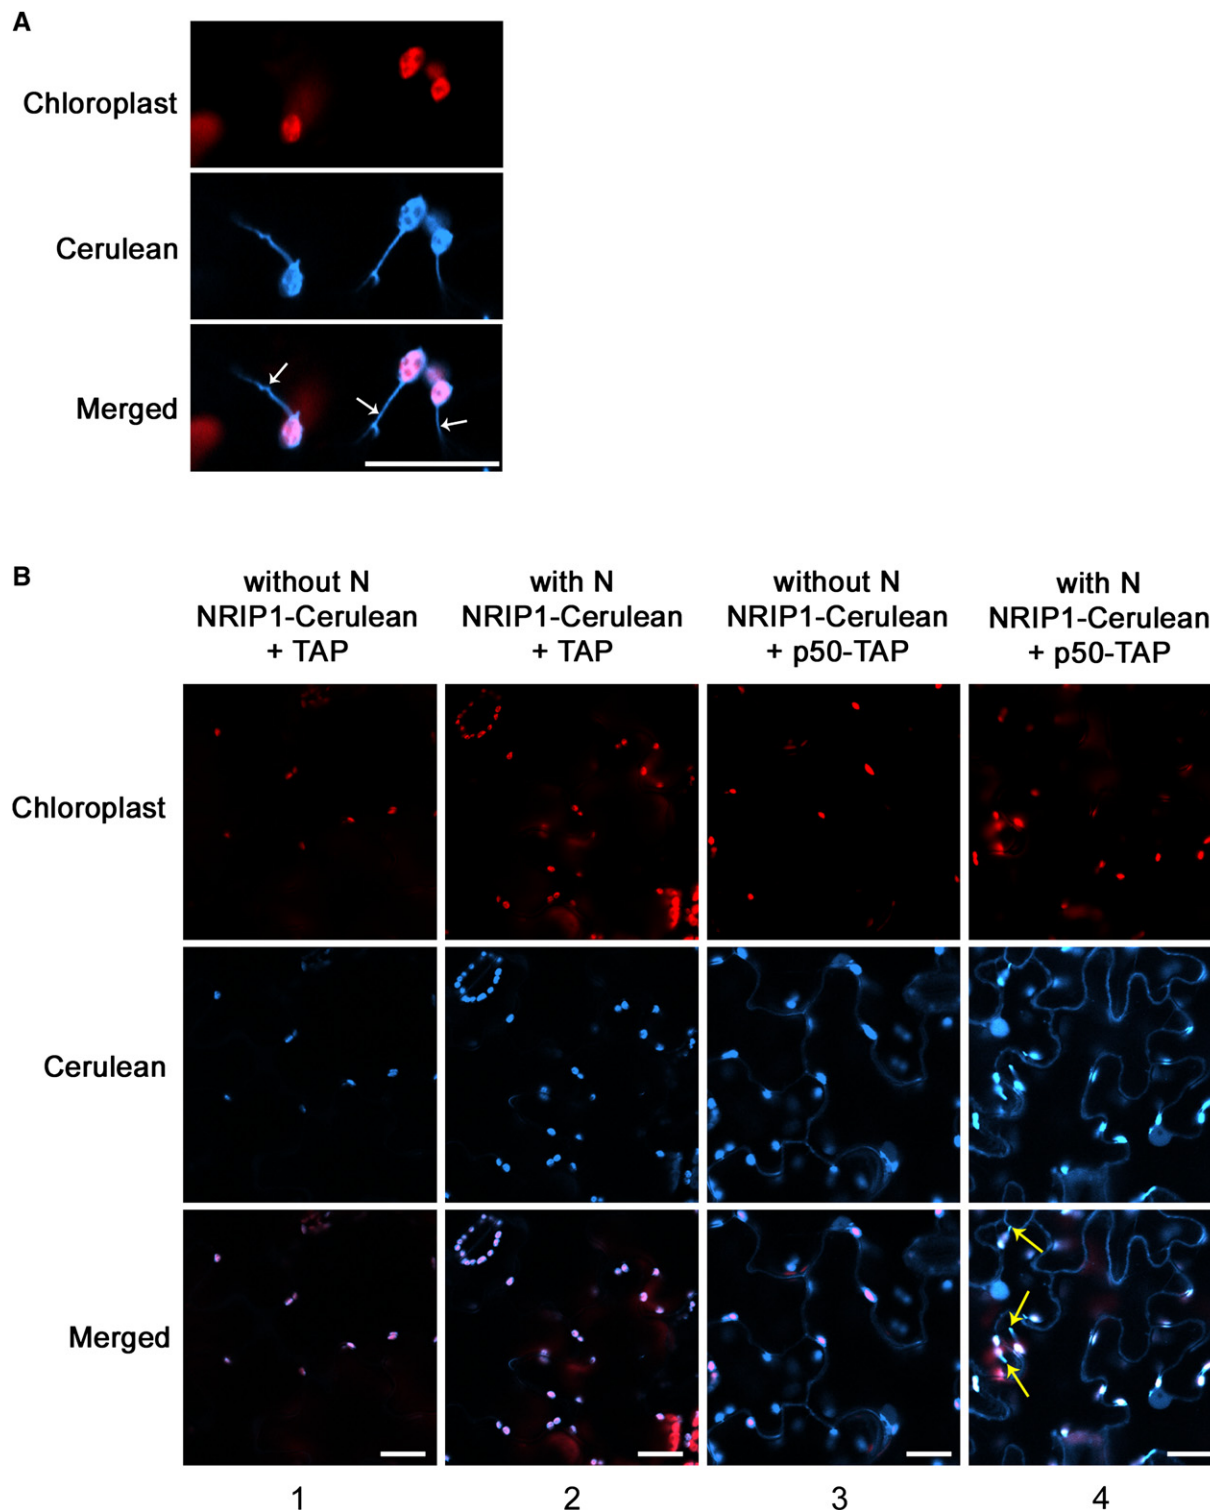 A
Chloroplast
Cerulean
Merged
B
without N
NRIP1-Cerulean
+ TAP
with N
NRIP1-Cerulean
+ TAP
without N
NRIP1-Cerulean
+ p50-TAP
with N
NRIP1-Cerulean
+ p50-TAP
Chloroplast
Cerulean
Merged
1 2 3 4